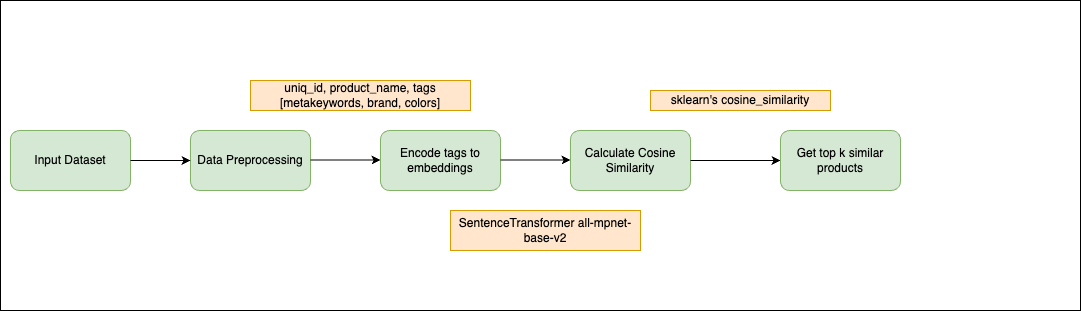 uniq_id, product_name, tags
[metakeywords, brand, colors]
sklearn's cosine_similarity
Input Dataset
Data Preprocessing
Encode tags to
embeddings
Calculate Cosine
Similarity
Get top k similar
products
SentenceTransformer all-mpnet-
base-v2